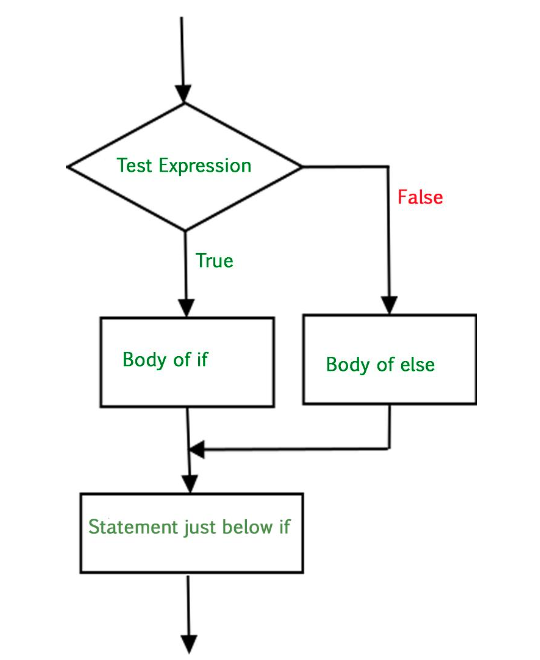 Test Expression
False
True
Body of if
Body of else
Statement just below if